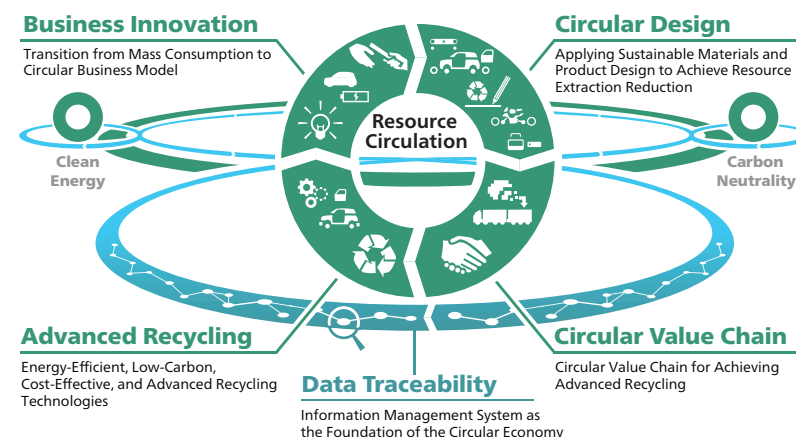 Business Innovation
Transition from Mass Consumption to
Circular Business Model
Circular Design
Applying Sustainable Materials and
Product Design to Achieve Resource
Extraction Reduction
Resource
Circulation
Clean
Energy
Carbon
Neutrality
Advanced Recycling
Energy-Efficient, Low-Carbon,
Cost-Effective, and Advanced Recycling
Technologies
Data Traceability
Information Management System as
the Foundation of the Circular Economy
Circular Value Chain
Circular Value Chain for Achieving
Advanced Recycling